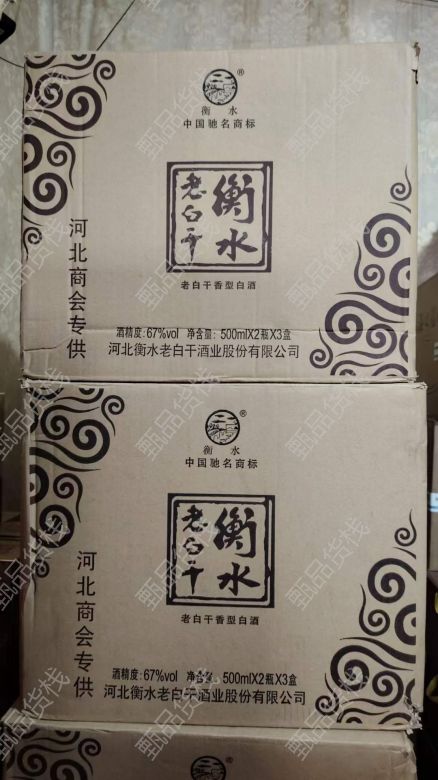 ®
衡 水
中国驰名商标
衡水
老白干
老白干香型白酒
河北商会专供
酒精度:67%vol 净含量: 500mlX2瓶X3盒
河北衡水老白干酒业股份有限公司
®
衡 水
中国驰名商标
衡水
老白干
老白干香型白酒
河北商会专供
酒精度:67%vol 净含量: 500mlX2瓶X3盒
河北衡水老白干酒业股份有限公司
甄品货栈